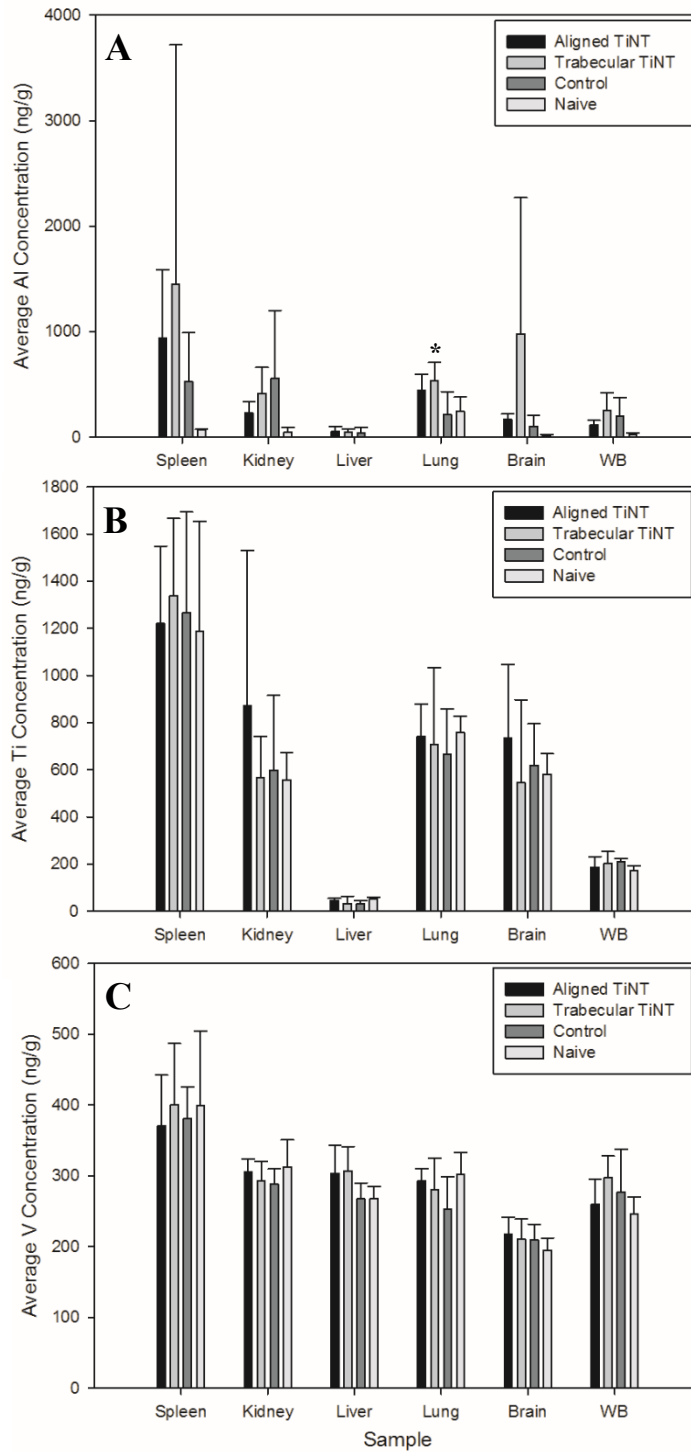 A
Average Al Concentration (ng/g)
4000
3000
2000
1000
0
Aligned TiNT
Trabecular TiNT
Control
Naive
*
Spleen Kidney Liver Lung Brain WB
B
Average Ti Concentration (ng/g)
1800
1600
1400
1200
1000
800
600
400
200
0
Aligned TiNT
Trabecular TiNT
Control
Naive
Spleen Kidney Liver Lung Brain WB
C
Average V Concentration (ng/g)
600
500
400
300
200
100
0
Aligned TiNT
Trabecular TiNT
Control
Naive
Spleen Kidney Liver Lung Brain WB
Sample